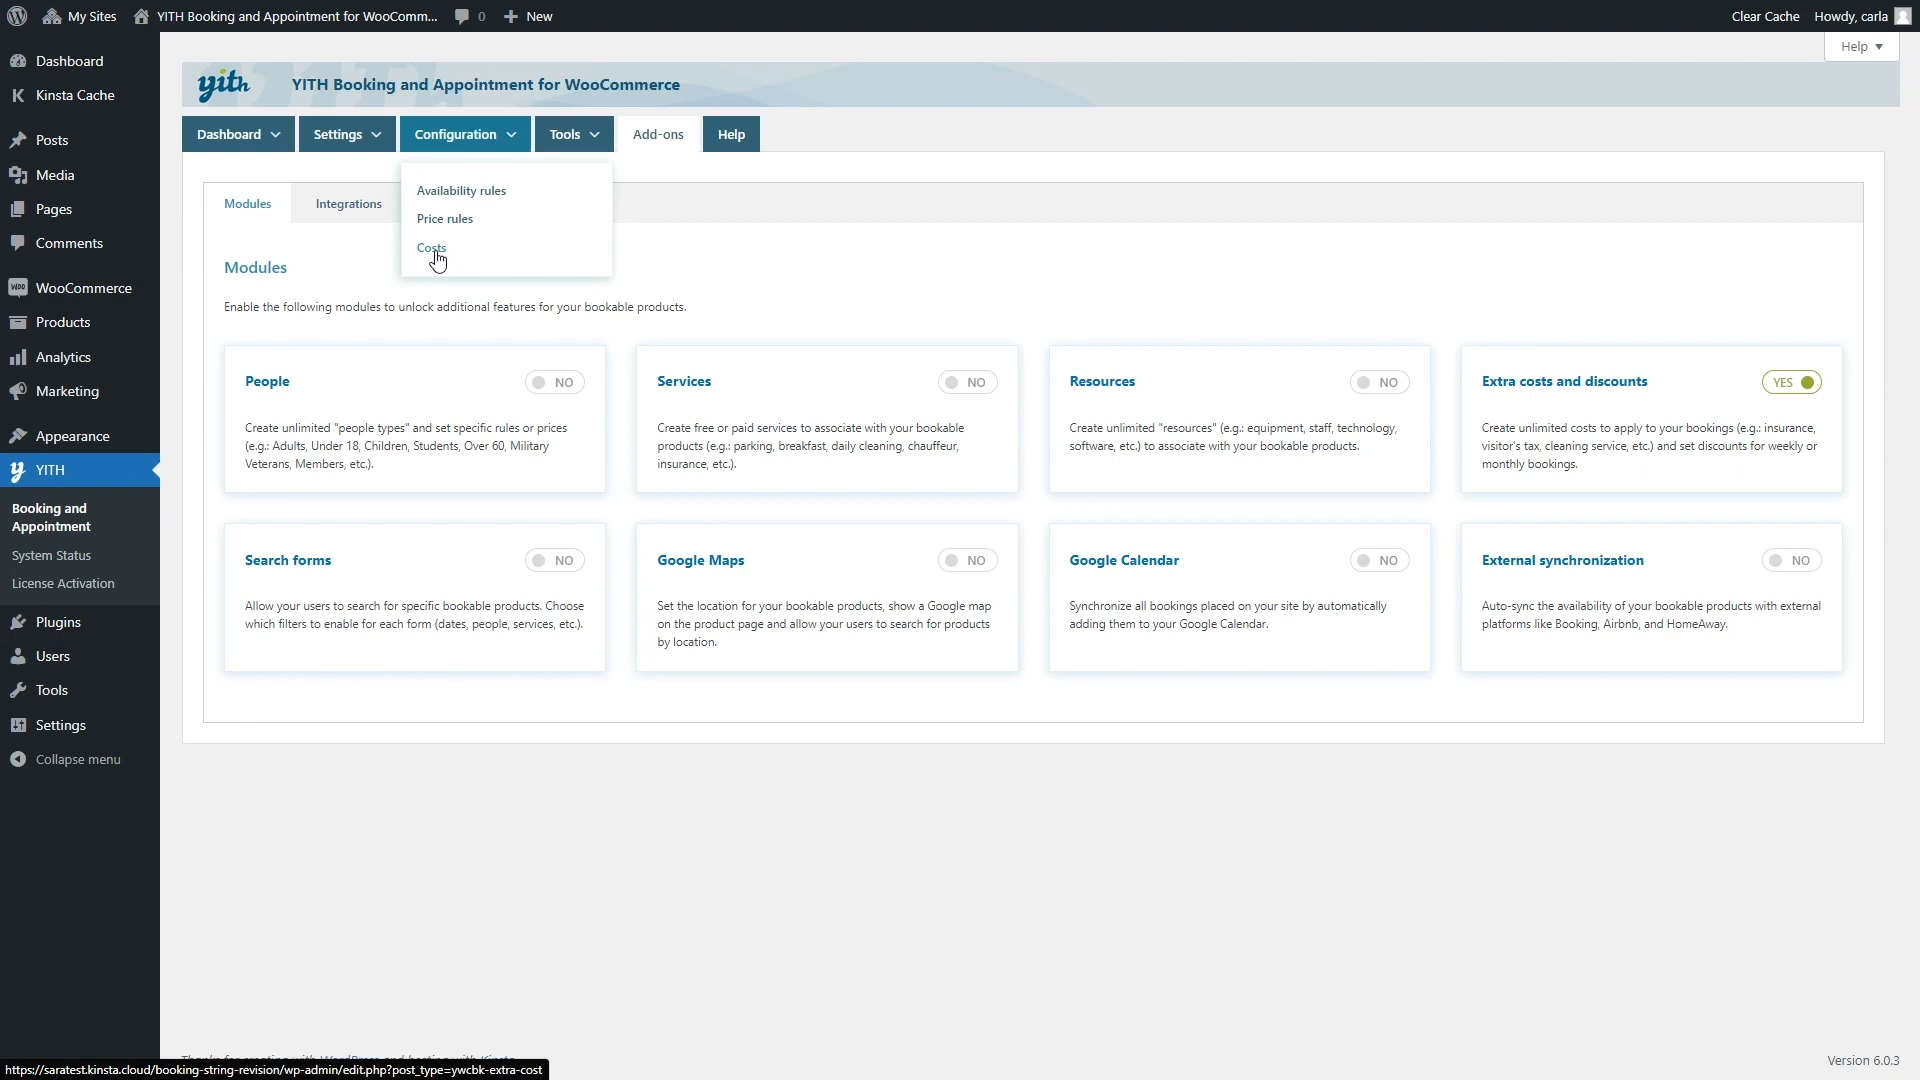 My Sites
YITH Booking and Appointment for WooComm...
0
New
Clear Cache
Howdy, carla
Help
Dashboard
Kinsta Cache
Posts
Media
Pages
Comments
WooCommerce
Products
Analytics
Marketing
Appearance
YITH
Booking and
Appointment
System Status
License Activation
Plugins
Users
Tools
Settings
Collapse menu
yith
YITH Booking and Appointment for WooCommerce
Dashboard
Settings
Configuration
Tools
Add-ons
Help
Availability rules
Price rules
Costs
Modules
Integrations
Modules
Enable the following modules to unlock additional features for your bookable products.
People
NO
Create unlimited "people types" and set specific rules or prices
(e.g.: Adults, Under 18, Children, Students, Over 60, Military
Veterans, Members, etc.).
Services
NO
Create free or paid services to associate with your bookable
products (e.g.: parking, breakfast, daily cleaning, chauffeur,
insurance, etc.).
Resources
NO
Create unlimited "resources" (e.g.: equipment, staff, technology,
software, etc.) to associate with your bookable products.
Extra costs and discounts
YES
Create unlimited costs to apply to your bookings (e.g.: insurance,
visitor's tax, cleaning service, etc.) and set discounts for weekly or
monthly bookings.
Search forms
NO
Allow your users to search for specific bookable products. Choose
which filters to enable for each form (dates, people, services, etc.).
Google Maps
NO
Set the location for your bookable products, show a Google map
on the product page and allow your users to search for products
by location.
Google Calendar
NO
Synchronize all bookings placed on your site by automatically
adding them to your Google Calendar.
External synchronization
NO
Auto-sync the availability of your bookable products with external
platforms like Booking, Airbnb, and HomeAway.
Thanks for creating with WordPress and hosting with Kinsta
Version 6.0.3
https://saratest.kinsta.cloud/booking-string-revision/wp-admin/edit.php?post_type=ywcbk-extra-cost